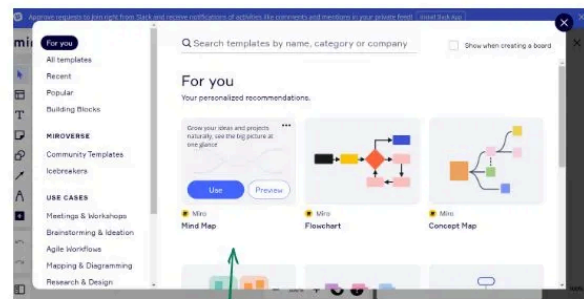 Approve requests to join right from Slack and receive notifications of activities like comments and mentions in your private feed!
Install Slack App
mi
For you
All templates
Recent
Popular
Building Blocks
MIROVERSE
Community Templates
Icebreakers
USE CASES
Meetings & Workshops
Brainstorming & Ideation
Agile Workflows
Mapping & Diagramming
Research & Design
Search templates by name, category or company
Show when creating a board
For you
Your personalized recommendations.
Grow your ideas and projects
naturally, see the big picture at
one glance
Use
Preview
Miro
Mind Map
Miro
Flowchart
Miro
Concept Map